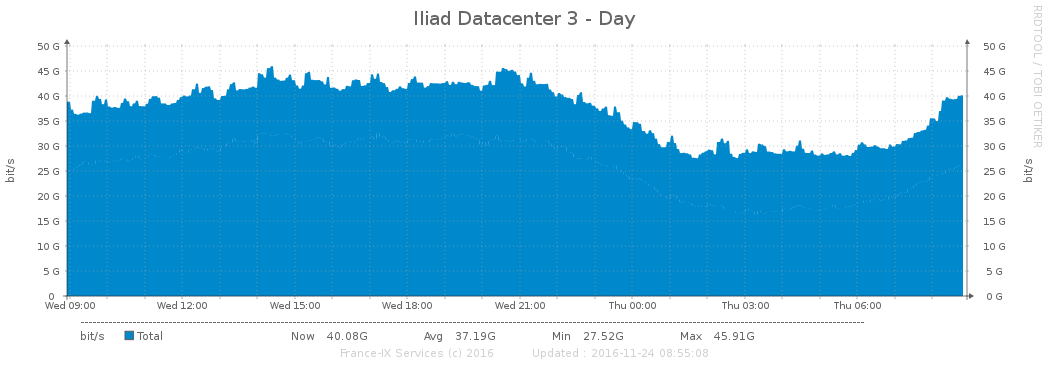 Iliad Datacenter 3 - Day
RRDTOOL / TOBI OETIKER
50 G 50 G
45 G 45 G
40 G 40 G
35 G 35 G
30 G 30 G
25 G 25 G
20 G 20 G
15 G 15 G
10 G 10 G
5 G 5 G
0 0 G
bit/s bit/s
Wed 09:00 Wed 12:00 Wed 15:00 Wed 18:00 Wed 21:00 Thu 00:00 Thu 03:00 Thu 06:00
bit/s Total Now 40.08G Avg 37.19G Min 27.52G Max 45.91G
France-IX Services (c) 2016 Updated : 2016-11-24 08:55:08